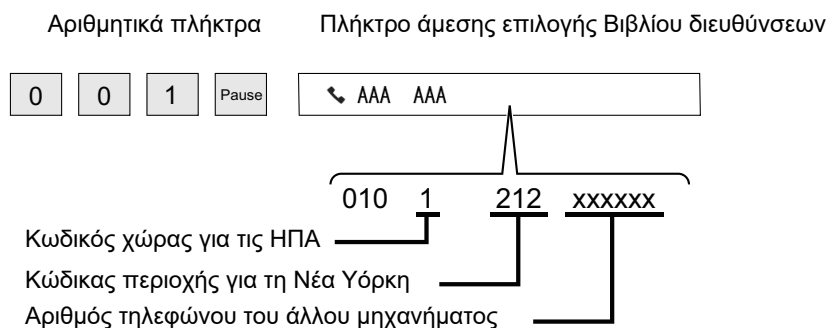 Αριθμητικά πλήκτρα Πλήκτρο άμεσης επιλογής Βιβλίου διευθύνσεων
0 0 1 Pause AAA AAA
010 1 212 xxxxxx
Κωδικός χώρας για τις ΗΠΑ
Κώδικας περιοχής για τη Νέα Υόρκη
Αριθμός τηλεφώνου του άλλου μηχανήματος